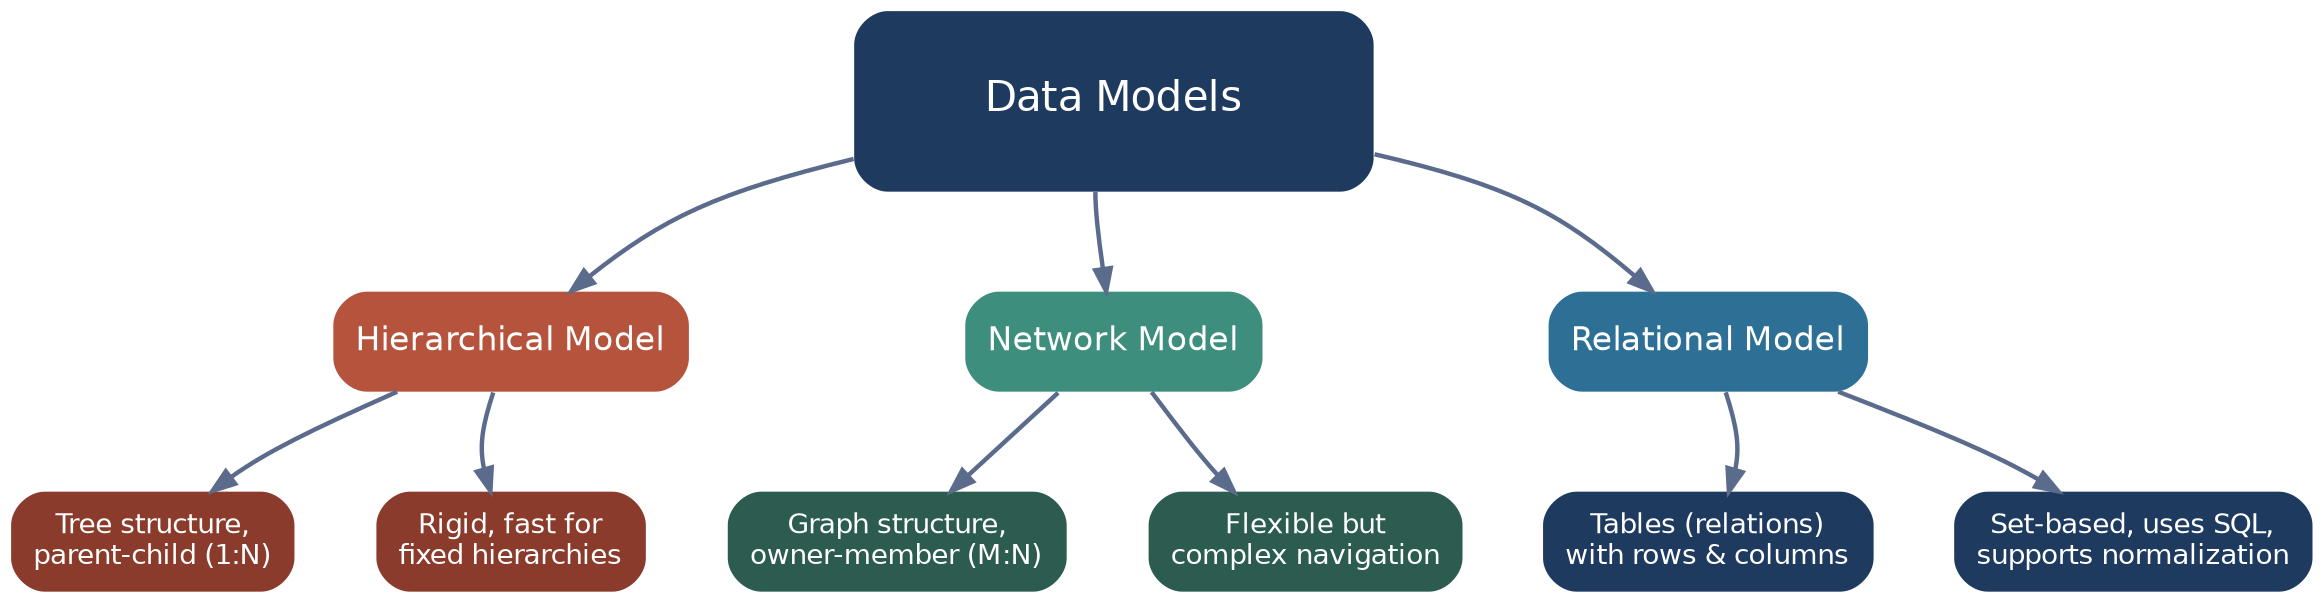 Data Models
Hierarchical Model
Network Model
Relational Model
Tree structure,
parent-child (1:N)
Rigid, fast for
fixed hierarchies
Graph structure,
owner-member (M:N)
Flexible but
complex navigation
Tables (relations)
with rows & columns
Set-based, uses SQL,
supports normalization